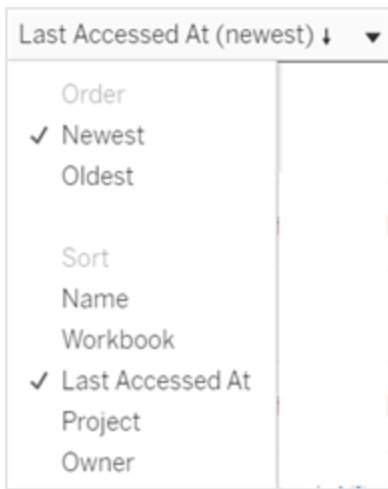 Last Accessed At (newest) ↓
Order
✓ Newest
Oldest
Sort
Name
Workbook
✓ Last Accessed At
Project
Owner